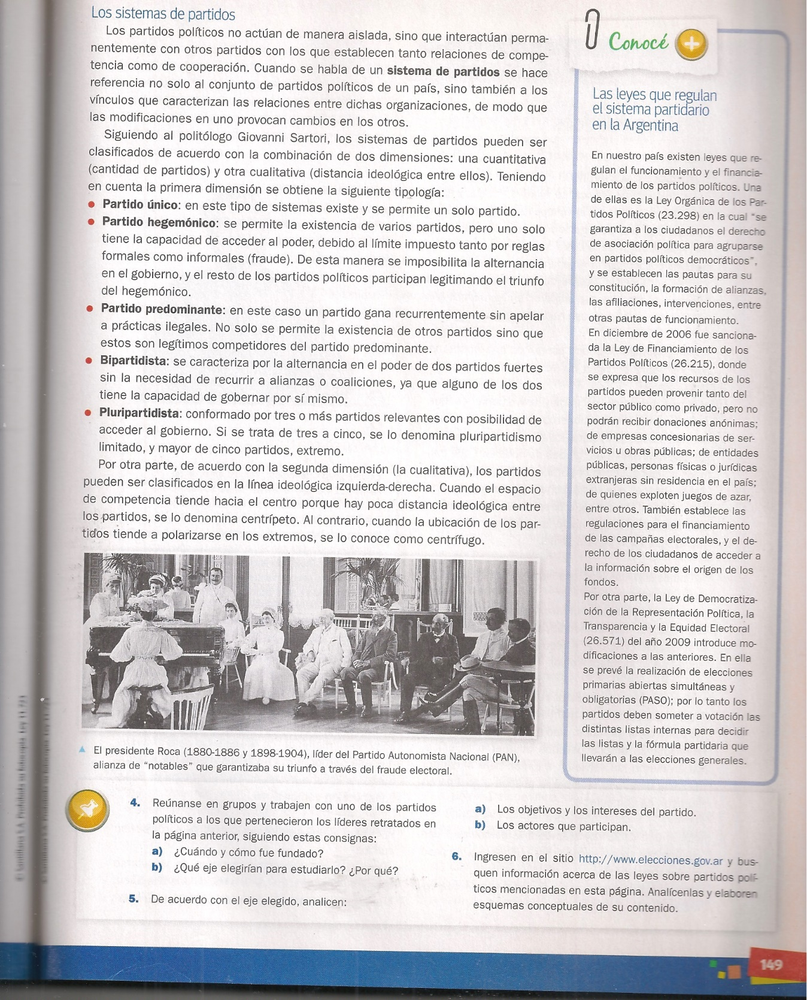 Los sistemas de partidos
Los partidos políticos no actúan de manera aislada, sino que interactúan perma-
nentemente con otros partidos con los que establecen tanto relaciones de compe-
tencia como de cooperación. Cuando se habla de un sistema de partidos se hace
referencia no solo al conjunto de partidos políticos de un país, sino también a los
vínculos que caracterizan las relaciones entre dichas organizaciones, de modo que
las modificaciones en uno provocan cambios en los otros.
Siguiendo al politólogo Giovanni Sartori, los sistemas de partidos pueden ser
clasificados de acuerdo con la combinación de dos dimensiones: una cuantitativa
(cantidad de partidos) y otra cualitativa (distancia ideológica entre ellos). Teniendo
en cuenta la primera dimensión se obtiene la siguiente tipología:
● Partido único: en este tipo de sistemas existe y se permite un solo partido.
● Partido hegemónico: se permite la existencia de varios partidos, pero uno solo
tiene la capacidad de acceder al poder, debido al límite impuesto tanto por reglas
formales como informales (fraude). De esta manera se imposibilita la alternancia
en el gobierno, y el resto de los partidos políticos participan legitimando el triunfo
del hegemónico.
● Partido predominante: en este caso un partido gana recurrentemente sin apelar
a prácticas ilegales. No solo se permite la existencia de otros partidos sino que
estos son legítimos competidores del partido predominante.
● Bipartidista: se caracteriza por la alternancia en el poder de dos partidos fuertes
sin la necesidad de recurrir a alianzas o coaliciones, ya que alguno de los dos
tiene la capacidad de gobernar por sí mismo.
● Pluripartidista: conformado por tres o más partidos relevantes con posibilidad de
acceder al gobierno. Si se trata de tres a cinco, se lo denomina pluripartidismo
limitado, y mayor de cinco partidos, extremo.
Por otra parte, de acuerdo con la segunda dimensión (la cualitativa), los partidos
pueden ser clasificados en la línea ideológica izquierda-derecha. Cuando el espacio
de competencia tiende hacia el centro porque hay poca distancia ideológica entre
los partidos, se lo denomina centrípeto. Al contrario, cuando la ubicación de los par-
tidos tiende a polarizarse en los extremos, se lo conoce como centrífugo.
El presidente Roca (1880-1886 y 1898-1904), líder del Partido Autonomista Nacional (PAN),
alianza de “notables” que garantizaba su triunfo a través del fraude electoral.
Conocé +
Las leyes que regulan
el sistema partidario
en la Argentina
En nuestro país existen leyes que re-
gulan el funcionamiento y el financia-
miento de los partidos políticos. Una
de ellas es la Ley Orgánica de los Par-
tidos Políticos (23.298) en la cual “se
garantiza a los ciudadanos el derecho
de asociación política para agruparse
en partidos políticos democráticos”,
y se establecen las pautas para su
constitución, la formación de alianzas,
las afiliaciones, intervenciones, entre
otras pautas de funcionamiento.
En diciembre de 2006 fue sanciona-
da la Ley de Financiamiento de los
Partidos Políticos (26.215), donde
se expresa que los recursos de los
partidos pueden provenir tanto del
sector público como privado, pero no
podrán recibir donaciones anónimas;
de empresas concesionarias de ser-
vicios u obras públicas; de entidades
públicas, personas físicas o jurídicas
extranjeras sin residencia en el país;
de quienes exploten juegos de azar,
entre otros. También establece las
regulaciones para el financiamiento
de las campañas electorales, y el de-
recho de los ciudadanos de acceder a
la información sobre el origen de los
fondos.
Por otra parte, la Ley de Democratiza-
ción de la Representación Política, la
Transparencia y la Equidad Electoral
(26.571) del año 2009 introduce mo-
dificaciones a las anteriores. En ella
se prevé la realización de elecciones
primarias abiertas simultáneas y
obligatorias (PASO); por lo tanto los
partidos deben someter a votación las
distintas listas internas para decidir
las listas y la fórmula partidaria que
llevarán a las elecciones generales.
4. Reúnanse en grupos y trabajen con uno de los partidos
políticos a los que pertenecieron los líderes retratados en
la página anterior, siguiendo estas consignas:
a) ¿Cuándo y cómo fue fundado?
b) ¿Qué eje elegirían para estudiarlo? ¿Por qué?
5. De acuerdo con el eje elegido, analicen:
a) Los objetivos y los intereses del partido.
b) Los actores que participan.
6. Ingresen en el sitio http://www.elecciones.gov.ar y bus-
quen información acerca de las leyes sobre partidos polí-
ticos mencionadas en esta página. Analícenlas y elaboren
esquemas conceptuales de su contenido.
© Santillana S.A. Prohibida su fotocopia. Ley 11.723
149